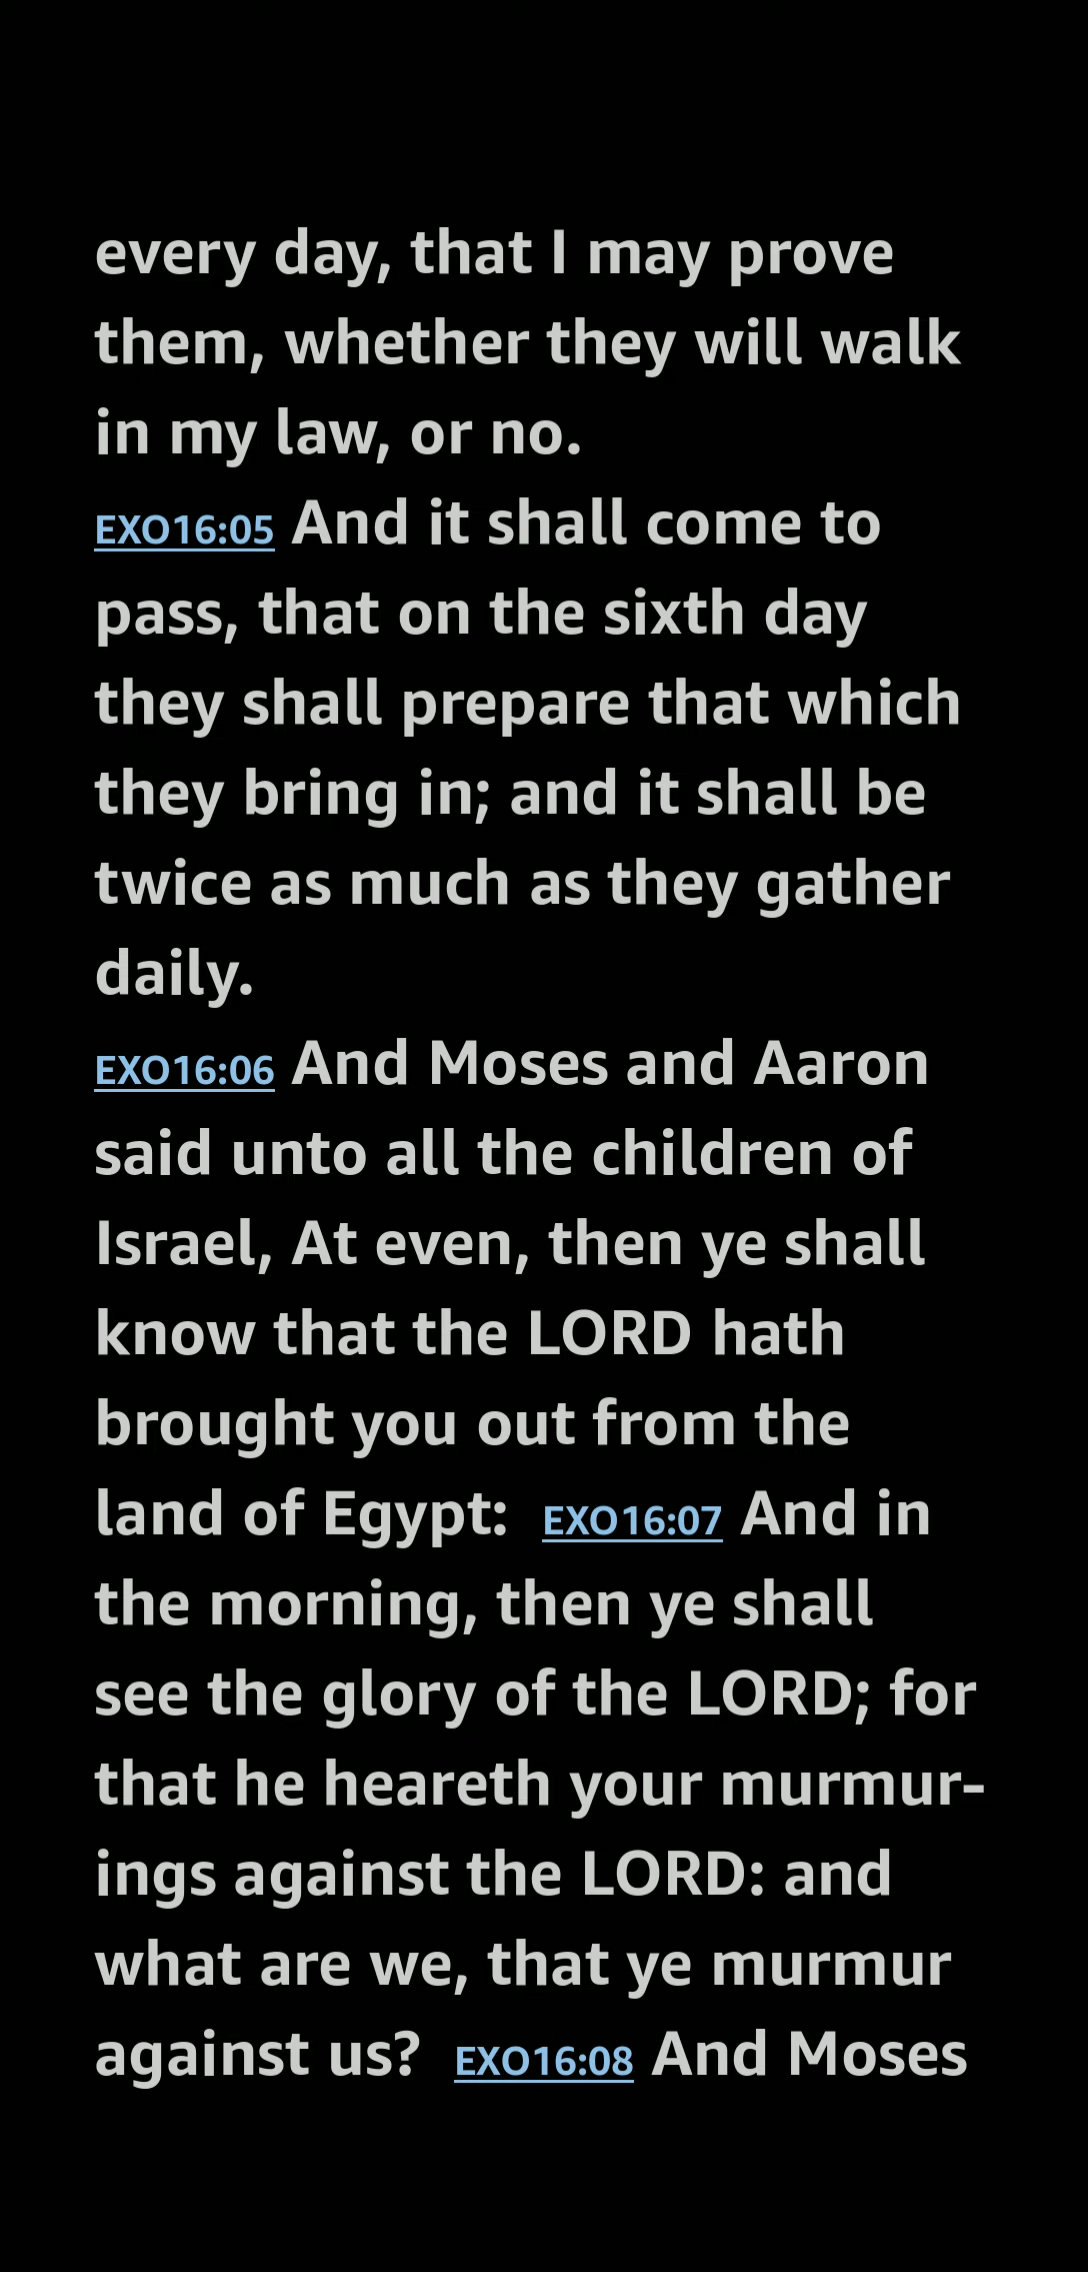 every day, that I may prove
them, whether they will walk
in my law, or no.
EXO16:05 And it shall come to
pass, that on the sixth day
they shall prepare that which
they bring in; and it shall be
twice as much as they gather
daily.
EXO16:06 And Moses and Aaron
said unto all the children of
Israel, At even, then ye shall
know that the LORD hath
brought you out from the
land of Egypt: EXO16:07 And in
the morning, then ye shall
see the glory of the LORD; for
that he heareth your murmur-
ings against the LORD: and
what are we, that ye murmur
against us? EXO16:08 And Moses